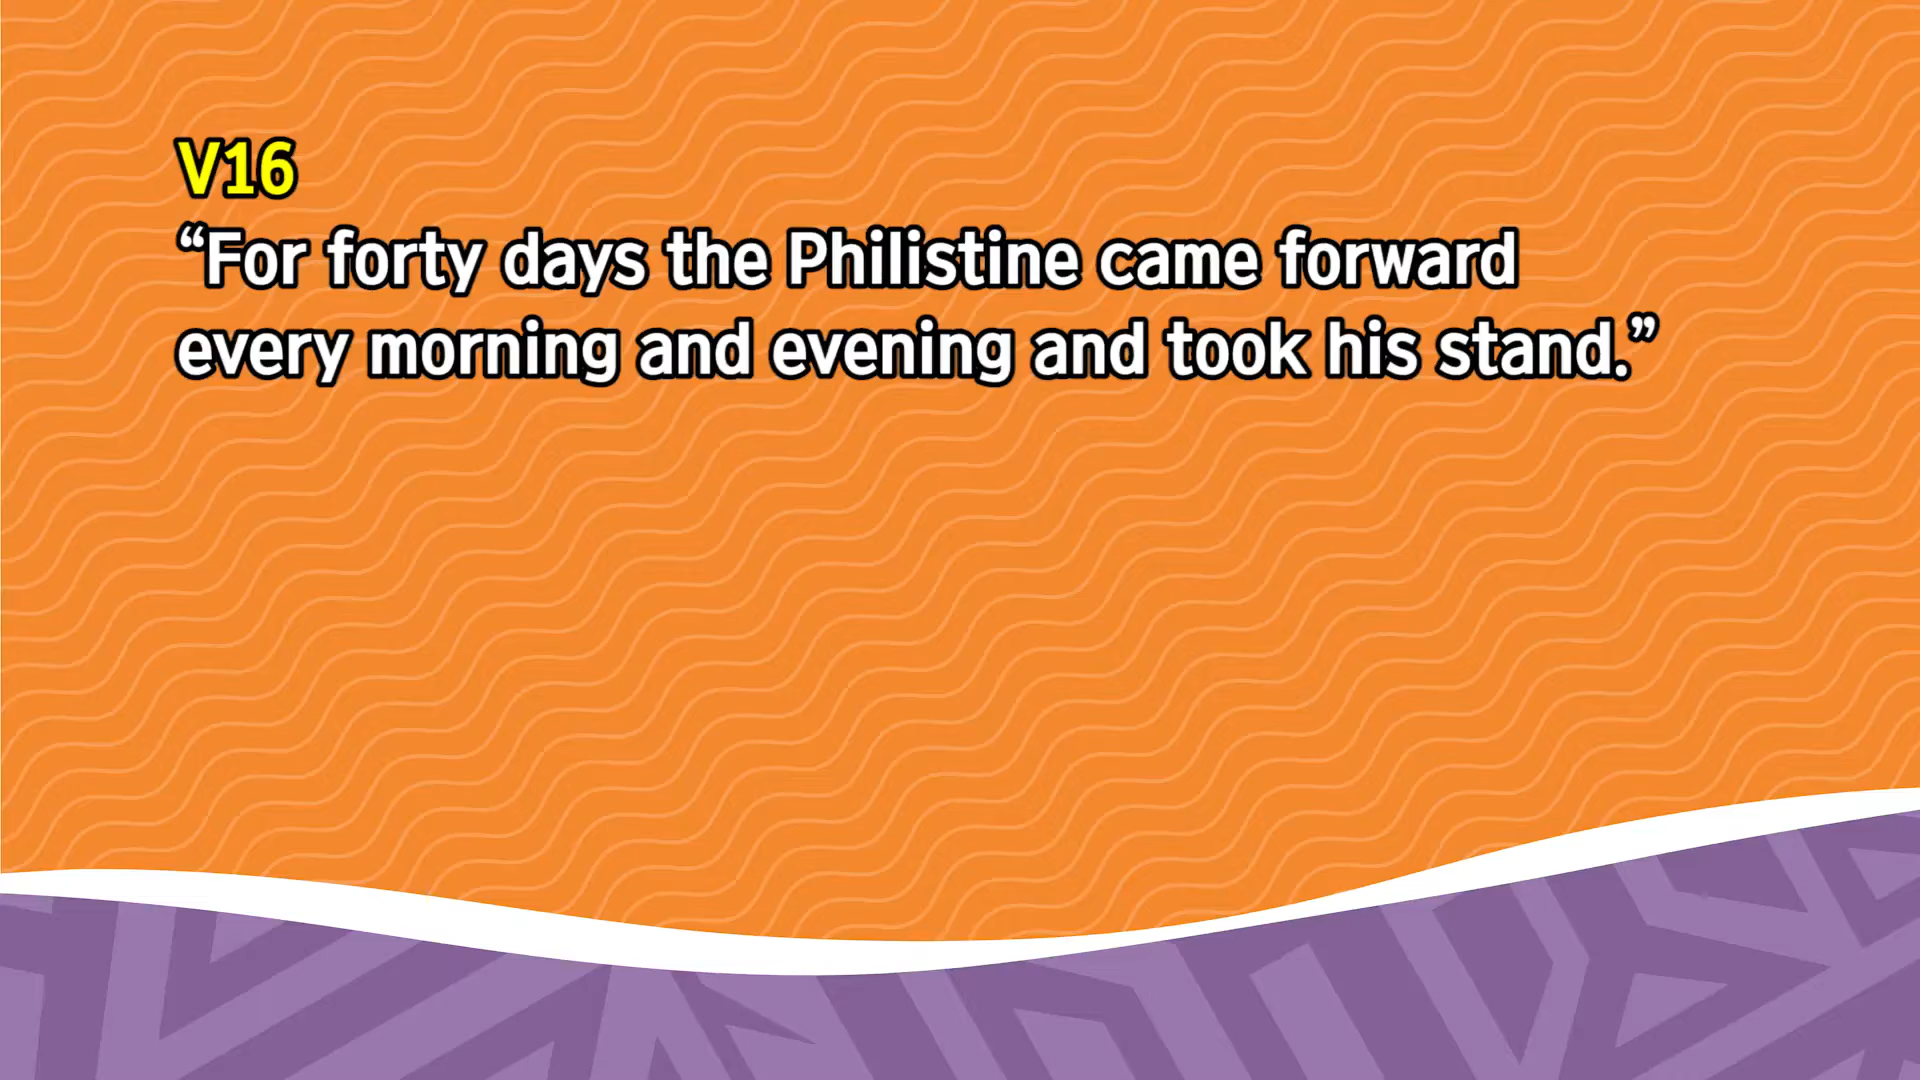 V16
“For forty days the Philistine came forward
every morning and evening and took his stand.”